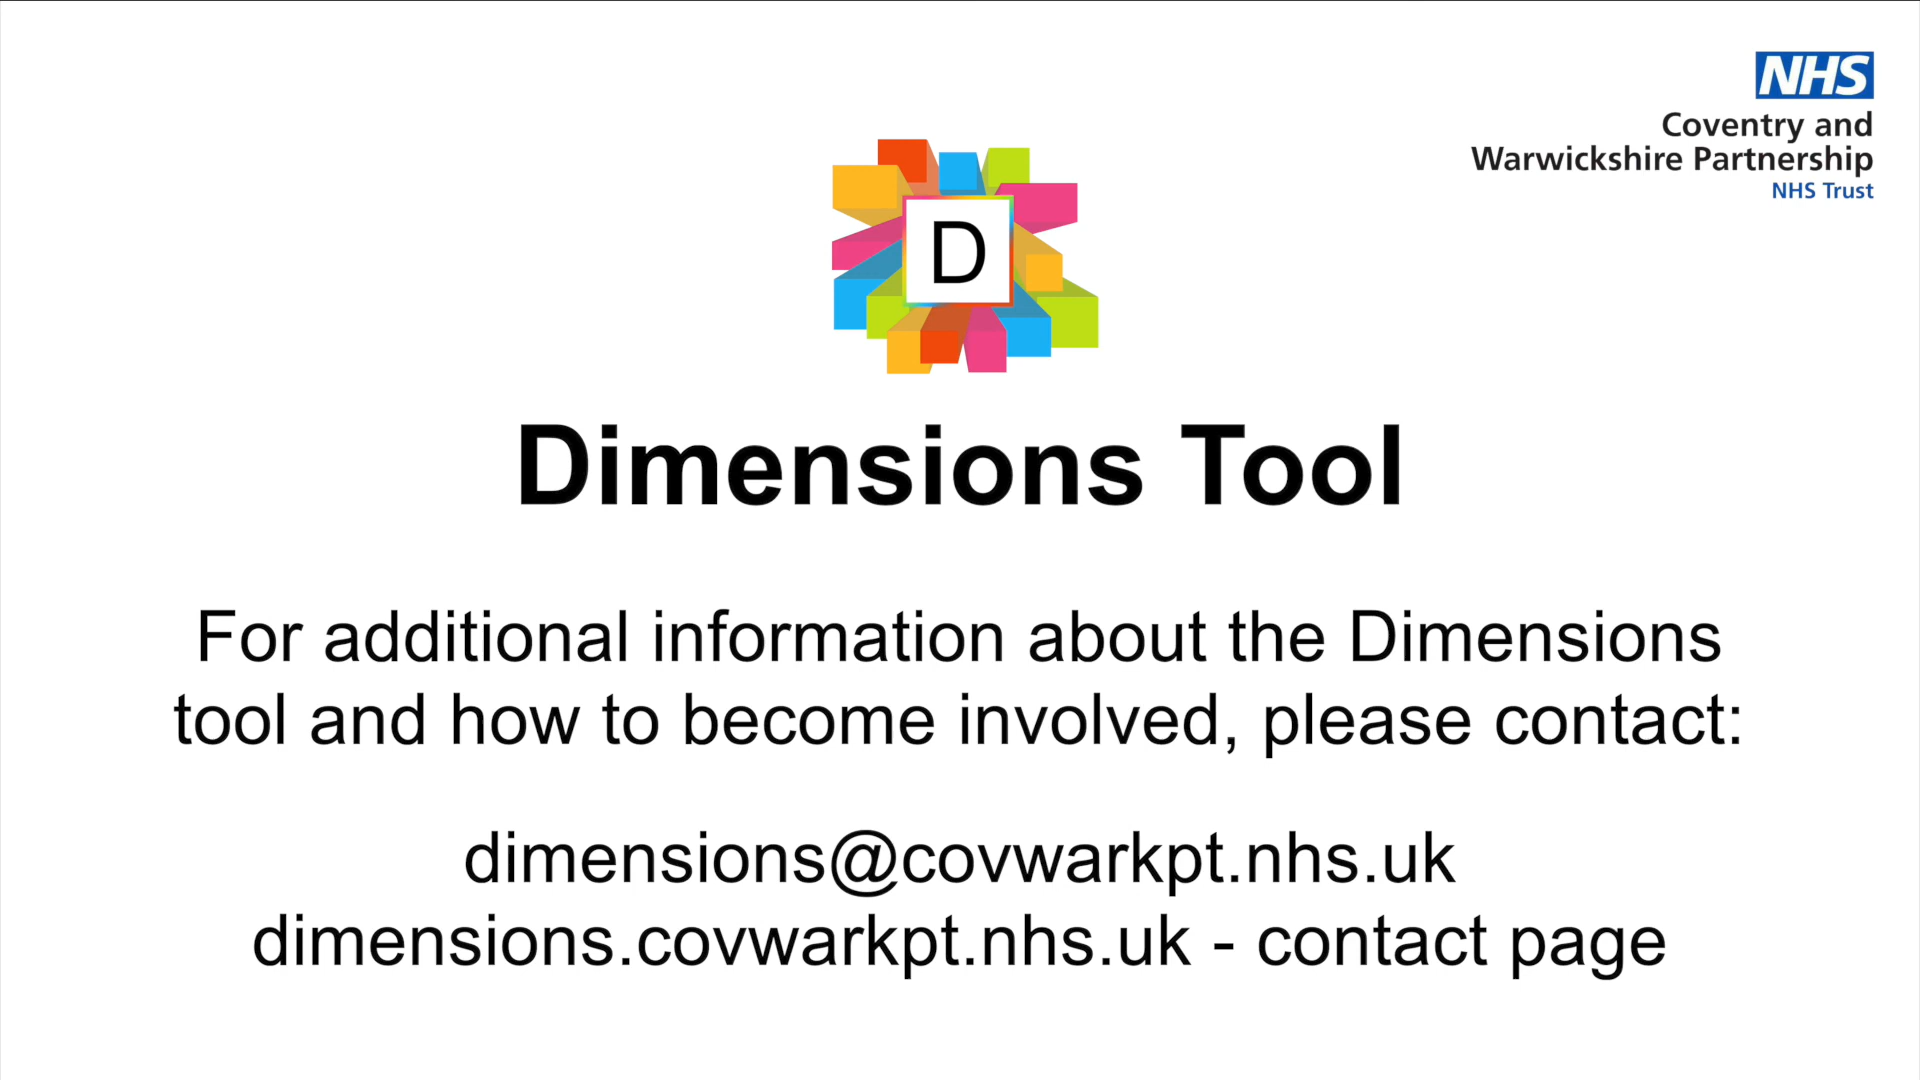 NHS
Coventry and
Warwickshire Partnership
NHS Trust
D
Dimensions Tool
For additional information about the Dimensions
tool and how to become involved, please contact:
dimensions@covwarkpt.nhs.uk
dimensions.covwarkpt.nhs.uk - contact page